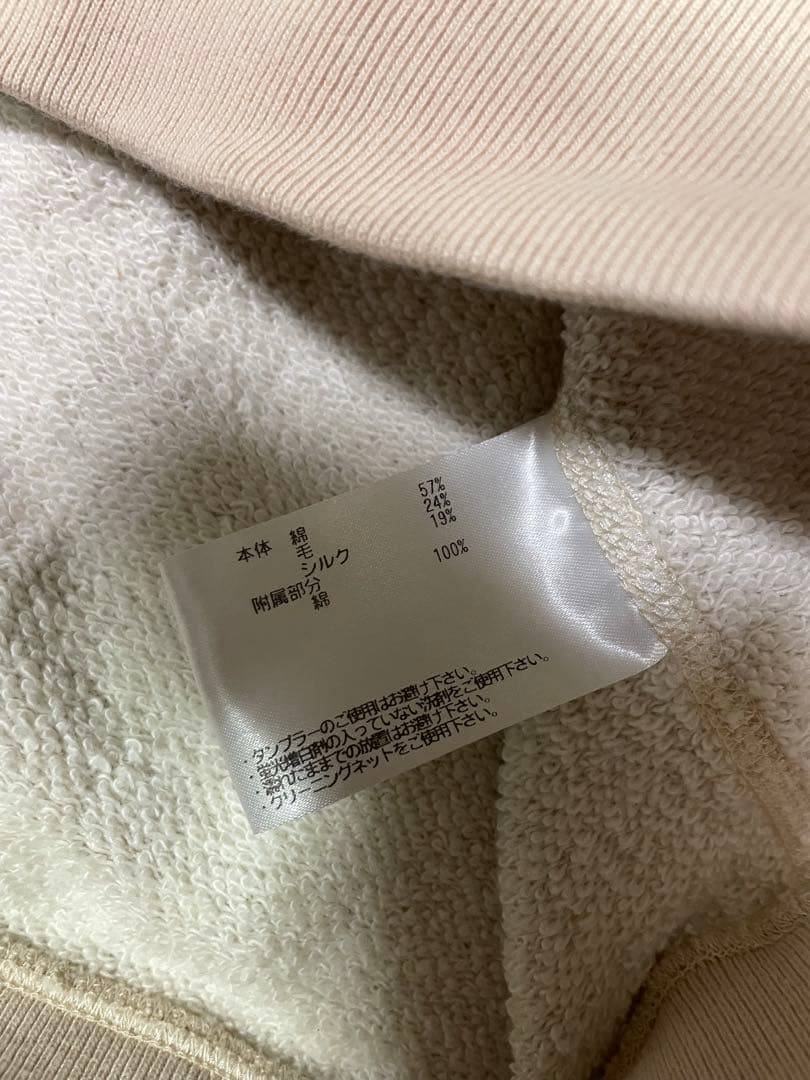 本体 綿 57%
毛 24%
シルク 19%
附属部分
綿 100%
・タンブラーのご使用はお避け下さい。
・蛍光増白剤の入っていない洗剤をご使用下さい。
・濡れたままでの放置はお避け下さい。
・クリーニングネットをご使用下さい。